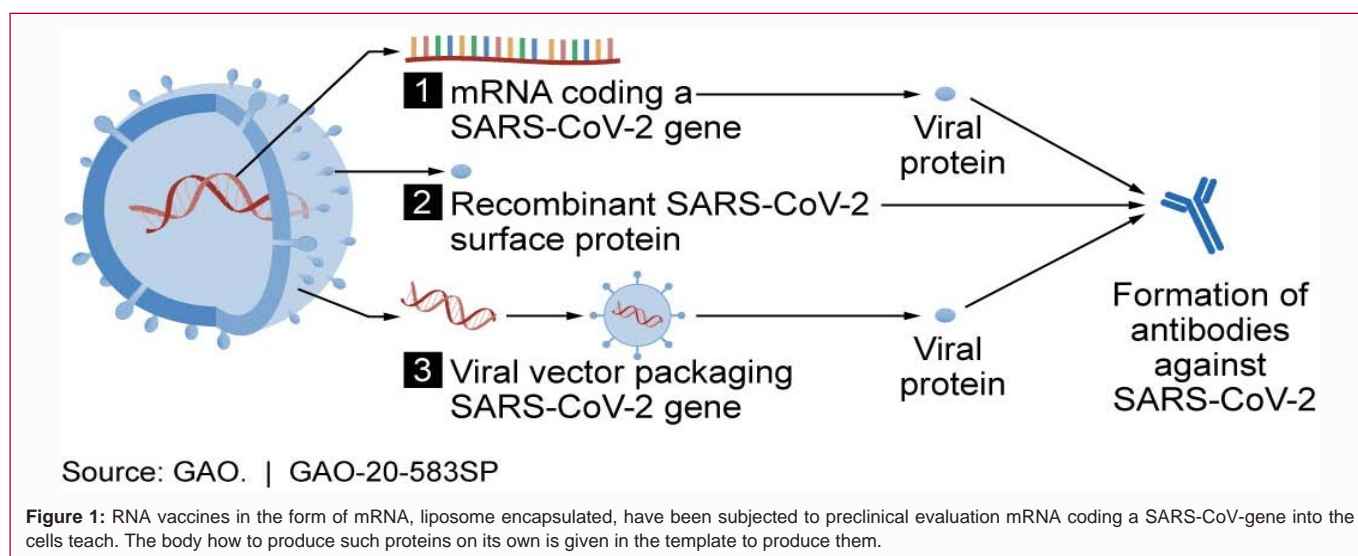 1 mRNA coding a
SARS-CoV-2 gene
Viral
protein
2 Recombinant SARS-CoV-2
surface protein
3 Viral vector packaging
SARS-CoV-2 gene
Viral
protein
Formation of
antibodies
against
SARS-CoV-2
Source: GAO. | GAO-20-583SP
Figure 1: RNA vaccines in the form of mRNA, liposome encapsulated, have been subjected to preclinical evaluation mRNA coding a SARS-CoV-gene into the
cells teach. The body how to produce such proteins on its own is given in the template to produce them.